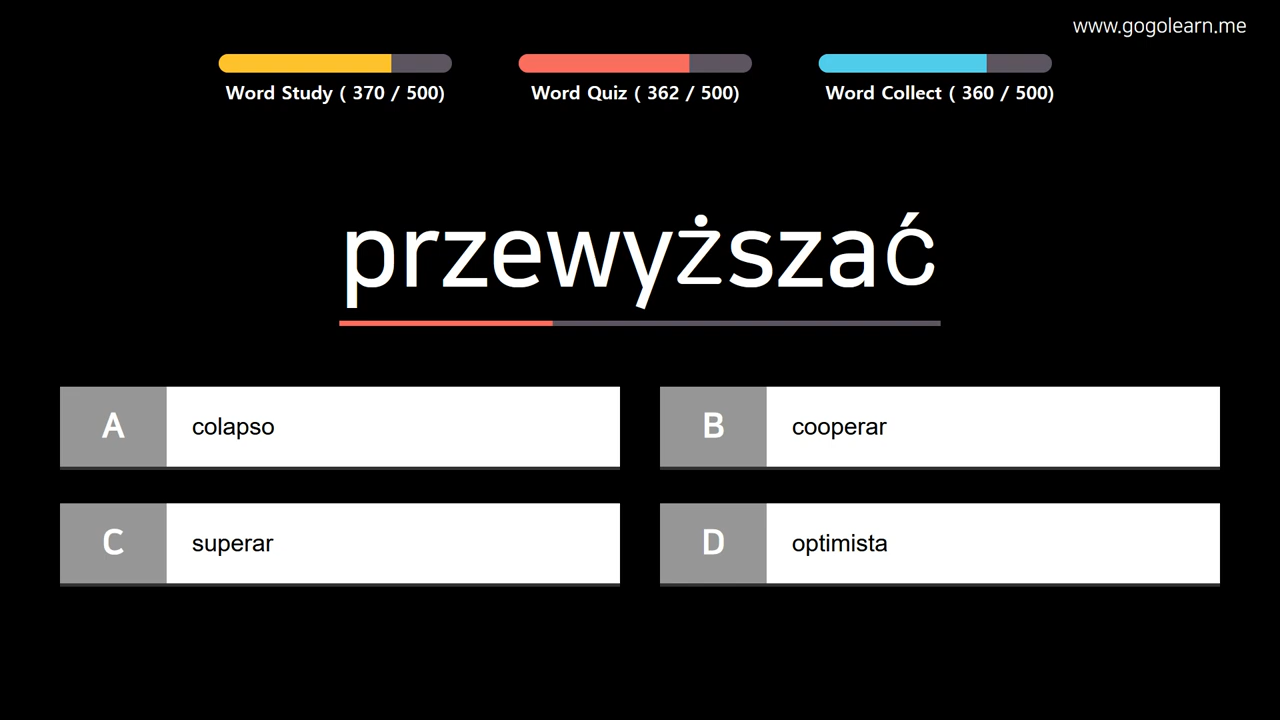 www.gogolearn.me
Word Study ( 370 / 500)
Word Quiz ( 362 / 500)
Word Collect ( 360 / 500)
przewyższać
A
colapso
B
cooperar
C
superar
D
optimista